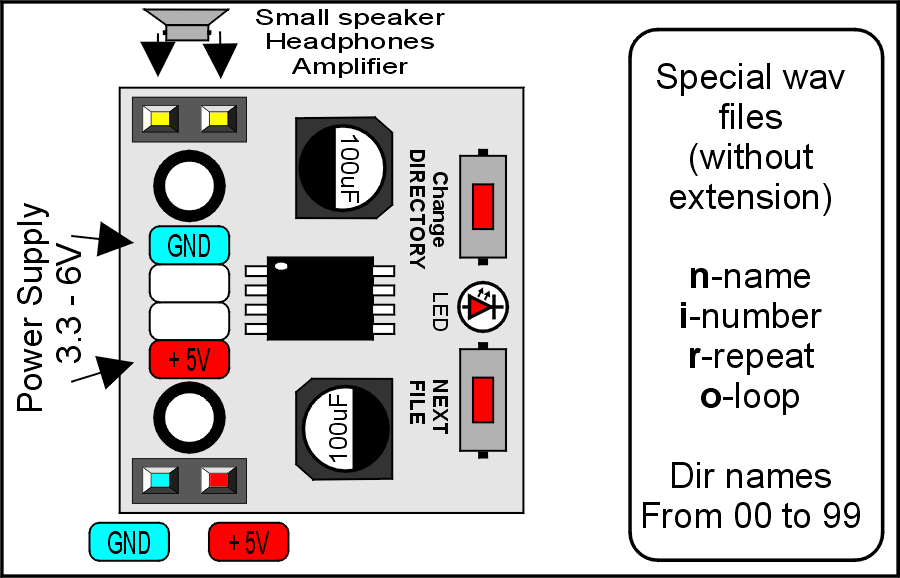 Small speaker
Headphones
Amplifier
Power Supply
3.3 - 6V
GND
+ 5V
100uF
Change
DIRECTORY
LED
NEXT
FILE
100uF
GND
+ 5V
Special wav
files
(without
extension)
n-name
i-number
r-repeat
o-loop
Dir names
From 00 to 99